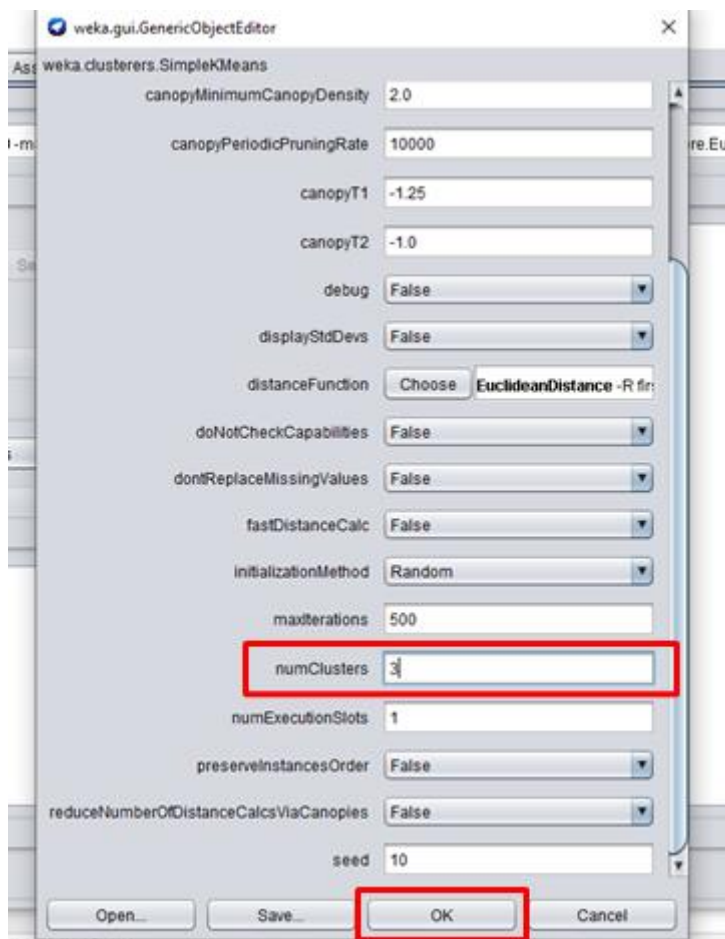 weka.gui.GenericObjectEditor
Ass
weka.clusterers.SimpleKMeans
canopyMinimumCanopyDensity 2.0
canopyPeriodicPruningRate 10000
canopyT1 -1.25
canopyT2 -1.0
debug False
displayStdDevs False
distanceFunction Choose EuclideanDistance -R firs
doNotCheckCapabilities False
dontReplaceMissingValues False
fastDistanceCalc False
initializationMethod Random
maxIterations 500
numClusters 3
numExecutionSlots 1
preserveInstancesOrder False
reduceNumberOfDistanceCalcsViaCanopies False
seed 10
Open... Save... OK Cancel